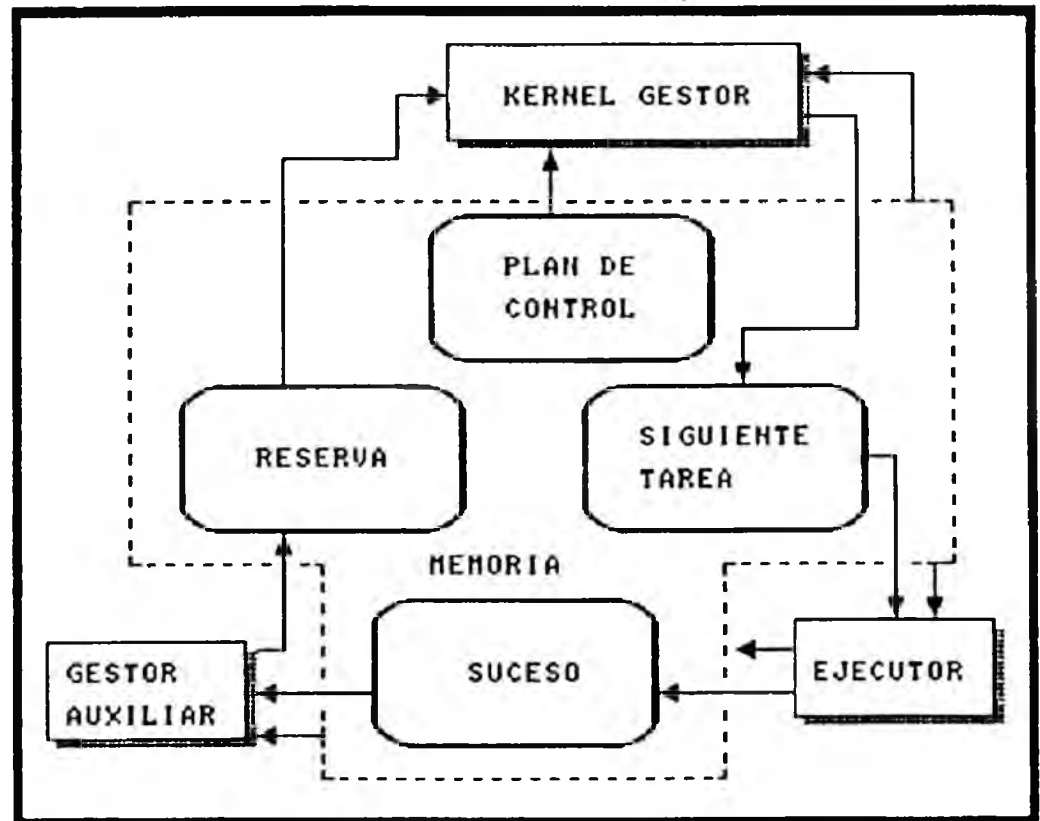 KERNEL GESTOR
PLAN DE
CONTROL
RESERVA
SIGUIENTE
TAREA
MEMORIA
GESTOR
AUXILIAR
SUCESO
EJECUTOR